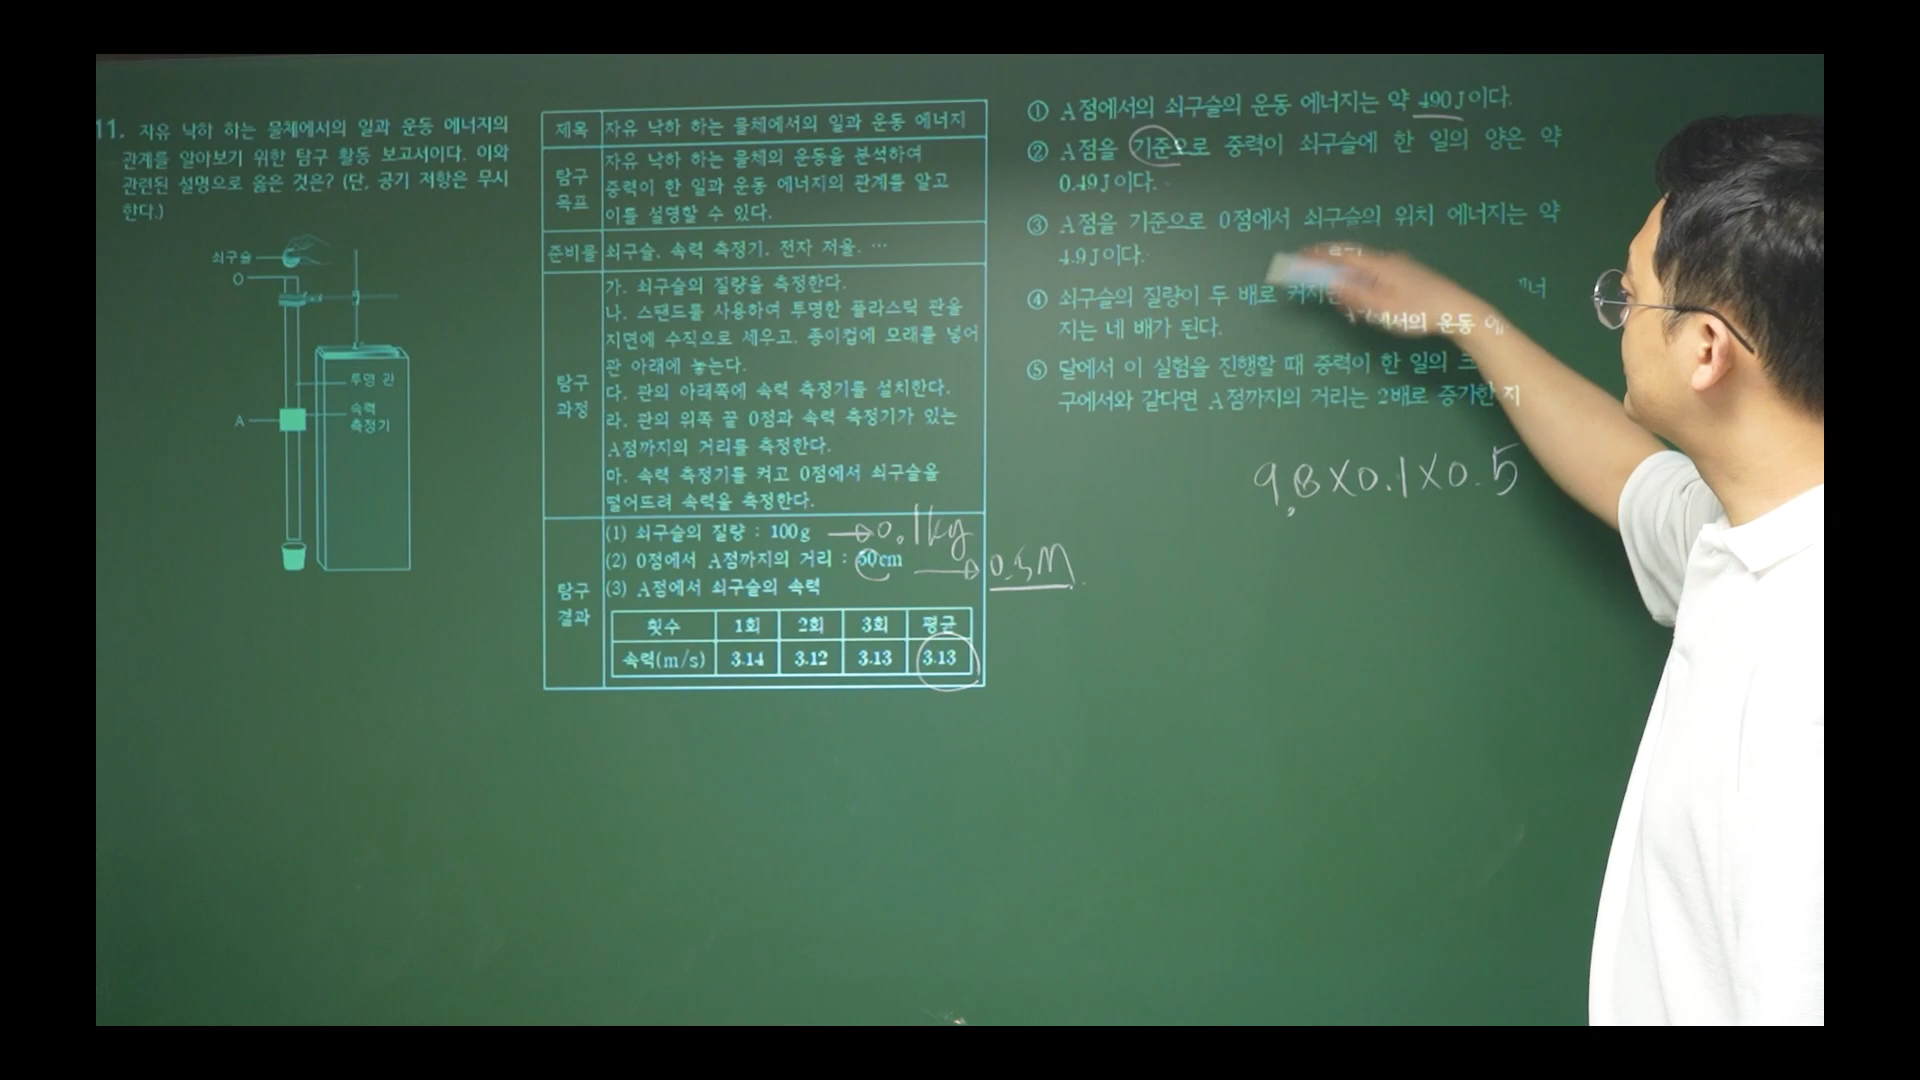 11. 자유 낙하 하는 물체에서의 일과 운동 에너지의
관계를 알아보기 위한 탐구 활동 보고서이다. 이와
관련된 설명으로 옳은 것은? (단, 공기 저항은 무시
한다.)
쇠구슬
O
투명 관
A
속력
측정기
제목 자유 낙하 하는 물체에서의 일과 운동 에너지
탐구
목표
자유 낙하 하는 물체의 운동을 분석하여
중력이 한 일과 운동 에너지의 관계를 알고
이를 설명할 수 있다.
준비물 쇠구슬, 속력 측정기, 전자 저울, …
탐구
과정
가. 쇠구슬의 질량을 측정한다.
나. 스탠드를 사용하여 투명한 플라스틱 관을
지면에 수직으로 세우고, 종이컵에 모래를 넣어
관 아래에 놓는다.
다. 관의 아래쪽에 속력 측정기를 설치한다.
라. 관의 위쪽 끝 0점과 속력 측정기가 있는
A점까지의 거리를 측정한다.
마. 속력 측정기를 켜고 0점에서 쇠구슬을
떨어드려 속력을 측정한다.
탐구
결과
(1) 쇠구슬의 질량 : 100g → 0.1kg
(2) 0점에서 A점까지의 거리 : 50cm → 0.5M
(3) A점에서 쇠구슬의 속력
횟수 1회 2회 3회 평균
속력(m/s) 3.14 3.12 3.13 3.13
① A점에서의 쇠구슬의 운동 에너지는 약 490J이다.
② A점을 기준으로 중력이 쇠구슬에 한 일의 양은 약
0.49J이다.
③ A점을 기준으로 0점에서 쇠구슬의 위치 에너지는 약
4.9J이다.
④ 쇠구슬의 질량이 두 배로 커지면 에서의 운동 에너
지는 네 배가 된다.
⑤ 달에서 이 실험을 진행할 때 중력이 한 일의 크 지
구에서와 같다면 A점까지의 거리는 2배로 증가한
9.8×0.1×0.5